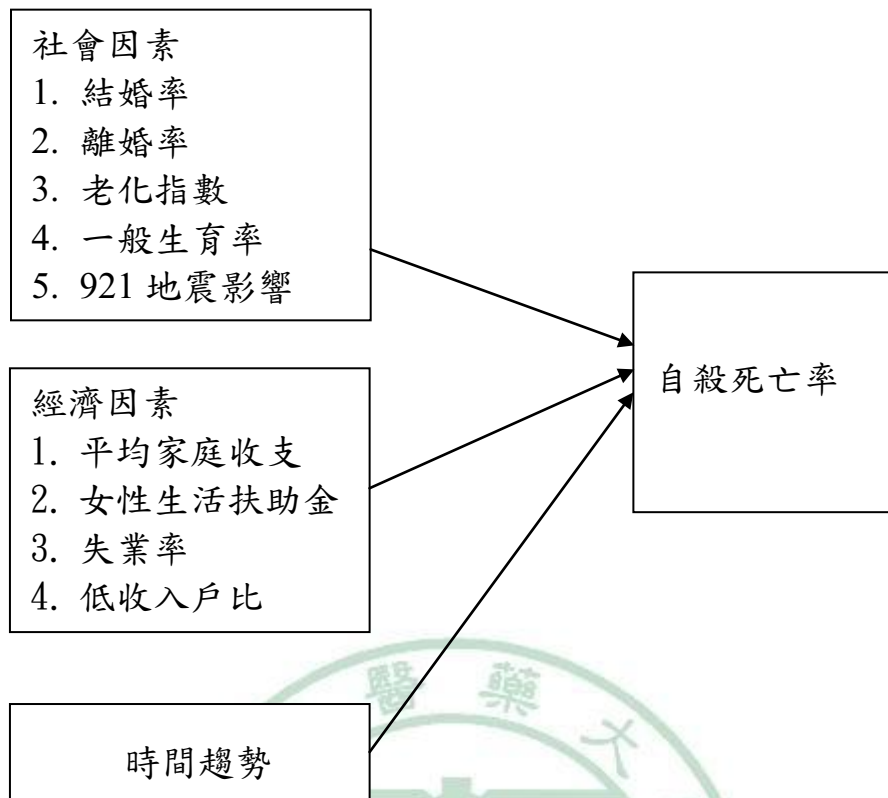 社會因素
1. 結婚率
2. 離婚率
3. 老化指數
4. 一般生育率
5. 921 地震影響
自殺死亡率
經濟因素
1. 平均家庭收支
2. 女性生活扶助金
3. 失業率
4. 低收入戶比
時間趨勢
醫藥大